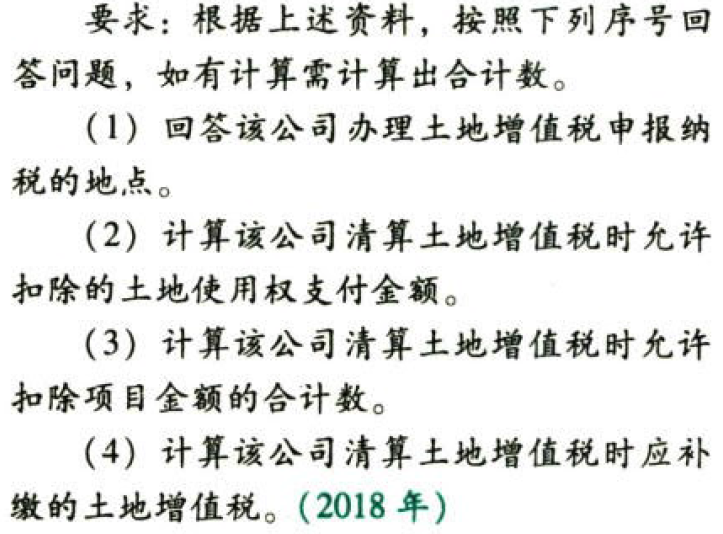 要求：根据上述资料，按照下列序号回
答问题，如有计算需计算出合计数。
（1）回答该公司办理土地增值税申报纳
税的地点。
（2）计算该公司清算土地增值税时允许
扣除的土地使用权支付金额。
（3）计算该公司清算土地增值税时允许
扣除项目金额的合计数。
（4）计算该公司清算土地增值税时应补
缴的土地增值税。（2018 年）